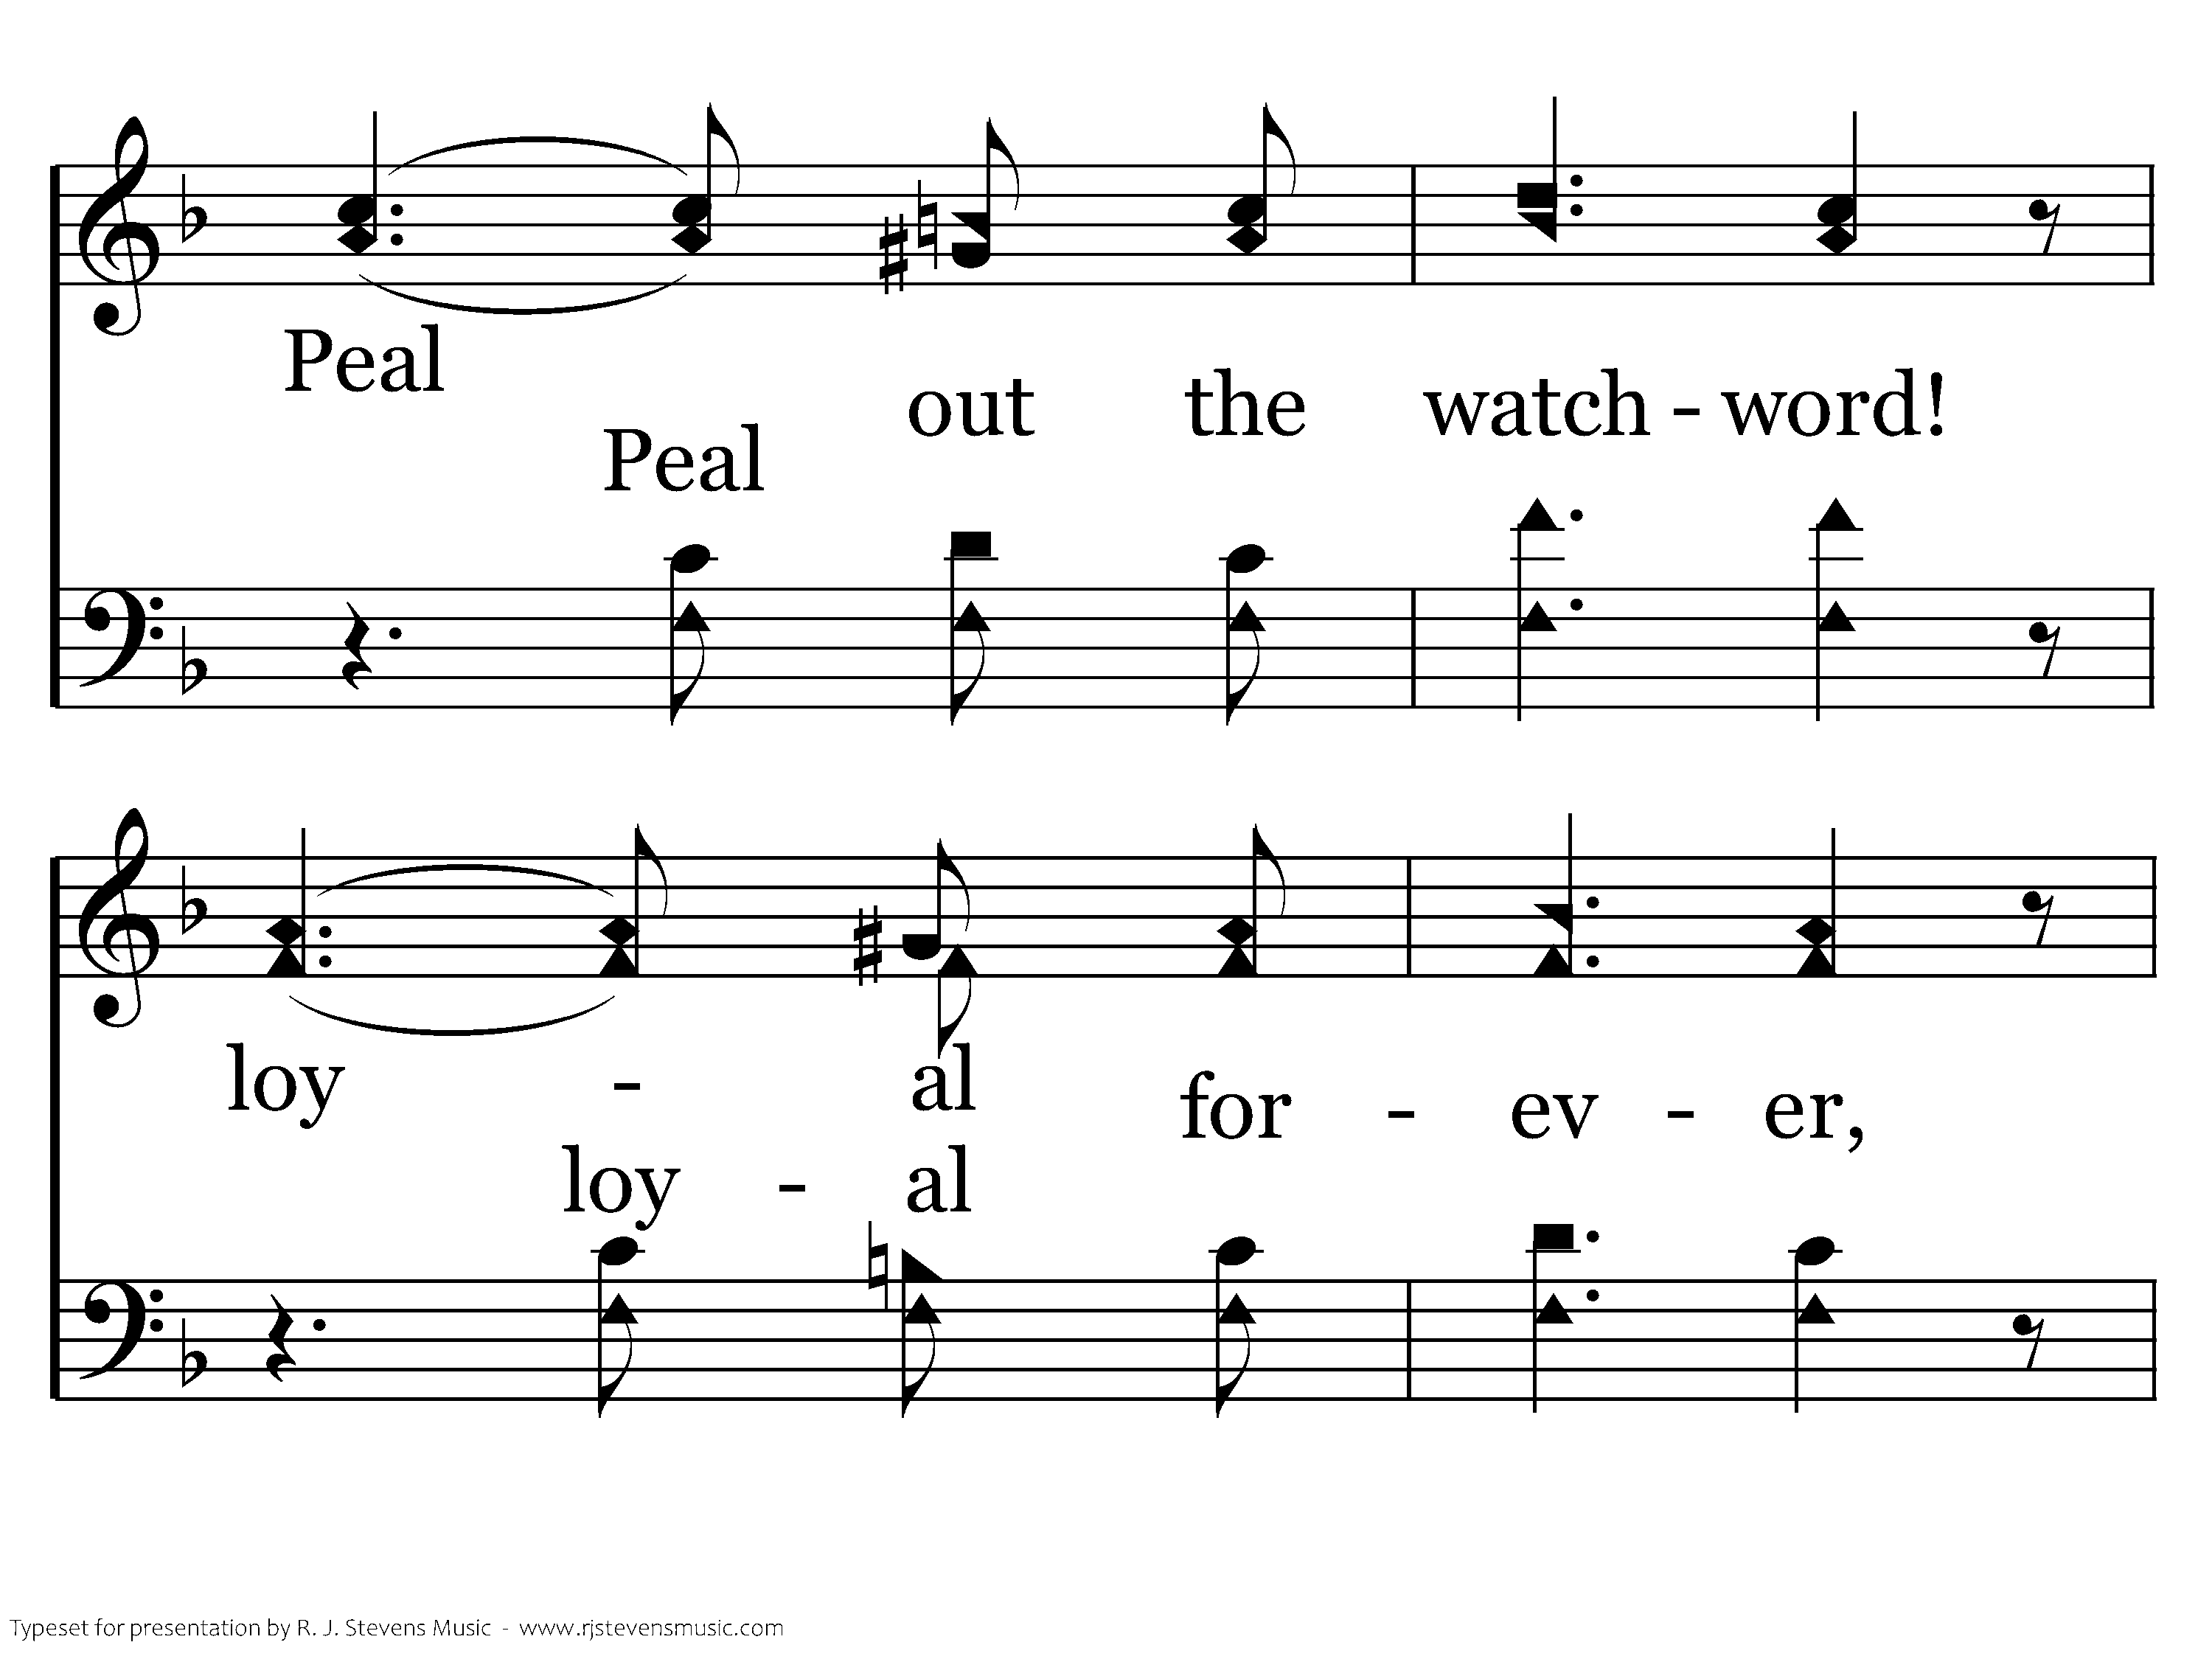 Peal
out the watch - word!
Peal
loy - al
for - ev - er,
loy - al
Typeset for presentation by R. J. Stevens Music - www.rjstevensmusic.com